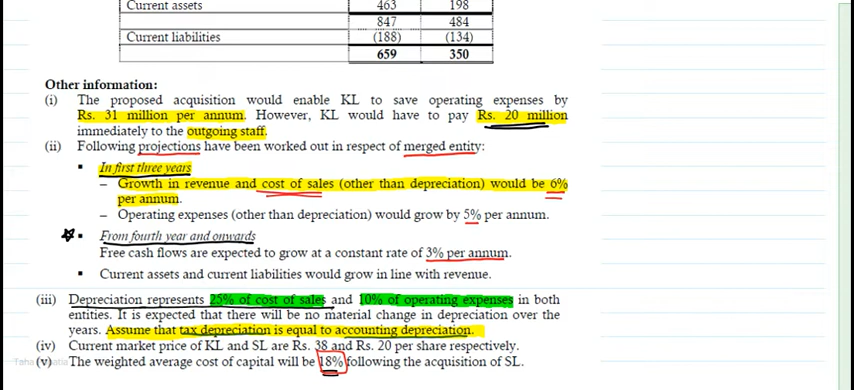 Current assets 463 198
847 484
Current liabilities (188) (134)
659 350
Other information:
(i) The proposed acquisition would enable KL to save operating expenses by
Rs. 31 million per annum. However, KL would have to pay Rs. 20 million
immediately to the outgoing staff.
(ii) Following projections have been worked out in respect of merged entity:
▪ In first three years
– Growth in revenue and cost of sales (other than depreciation) would be 6%
per annum.
– Operating expenses (other than depreciation) would grow by 5% per annum.
▪ From fourth year and onwards
Free cash flows are expected to grow at a constant rate of 3% per annum.
▪ Current assets and current liabilities would grow in line with revenue.
(iii) Depreciation represents 25% of cost of sales and 10% of operating expenses in both
entities. It is expected that there will be no material change in depreciation over the
years. Assume that tax depreciation is equal to accounting depreciation.
(iv) Current market price of KL and SL are Rs. 38 and Rs. 20 per share respectively.
(v) The weighted average cost of capital will be 18% following the acquisition of SL.